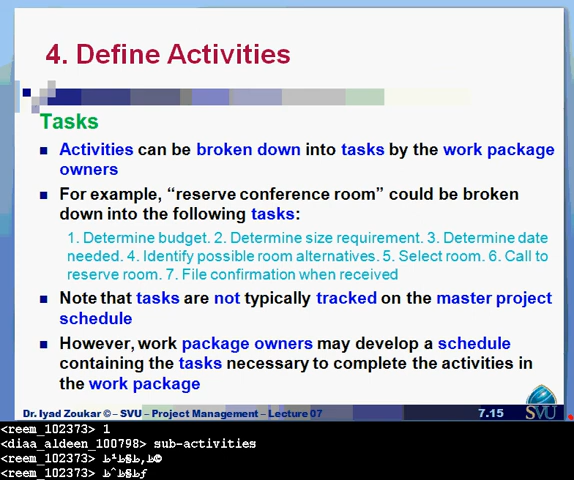 4. Define Activities
Tasks
Activities can be broken down into tasks by the work package
owners
For example, “reserve conference room” could be broken
down into the following tasks:
1. Determine budget. 2. Determine size requirement. 3. Determine date
needed. 4. Identify possible room alternatives. 5. Select room. 6. Call to
reserve room. 7. File confirmation when received
Note that tasks are not typically tracked on the master project
schedule
However, work package owners may develop a schedule
containing the tasks necessary to complete the activities in
the work package
Dr. Iyad Zoukar © – SVU – Project Management – Lecture 07
7.15
SVU
<reem_102373> 1
<diaa_aldeen_100798> sub-activities
<reem_102373>
<reem_102373>